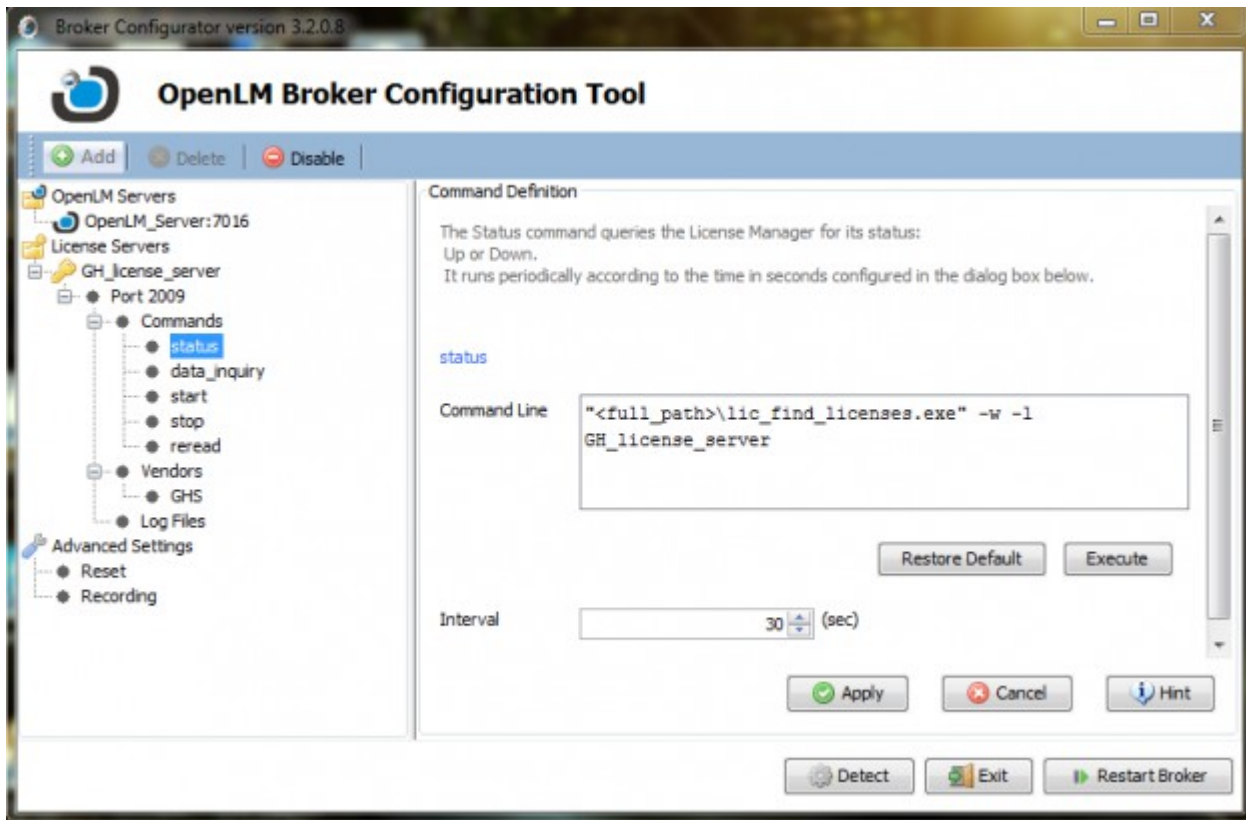 Broker Configurator version 3.2.0.8
OpenLM Broker Configuration Tool
Add
Delete
Disable
OpenLM Servers
OpenLM_Server:7016
License Servers
GH_license_server
Port 2009
Commands
status
data_inquiry
start
stop
reread
Vendors
GHS
Log Files
Advanced Settings
Reset
Recording
Command Definition
The Status command queries the License Manager for its status:
Up or Down.
It runs periodically according to the time in seconds configured in the dialog box below.
status
Command Line
"<full_path>\lic_find_licenses.exe" -w -l
GH_license_server
Restore Default
Execute
Interval
30
(sec)
Apply
Cancel
Hint
Detect
Exit
Restart Broker